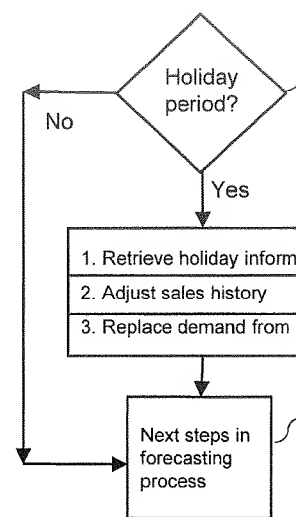 Holiday
period?
No
Yes
1. Retrieve holiday inform
2. Adjust sales history
3. Replace demand from
Next steps in
forecasting
process